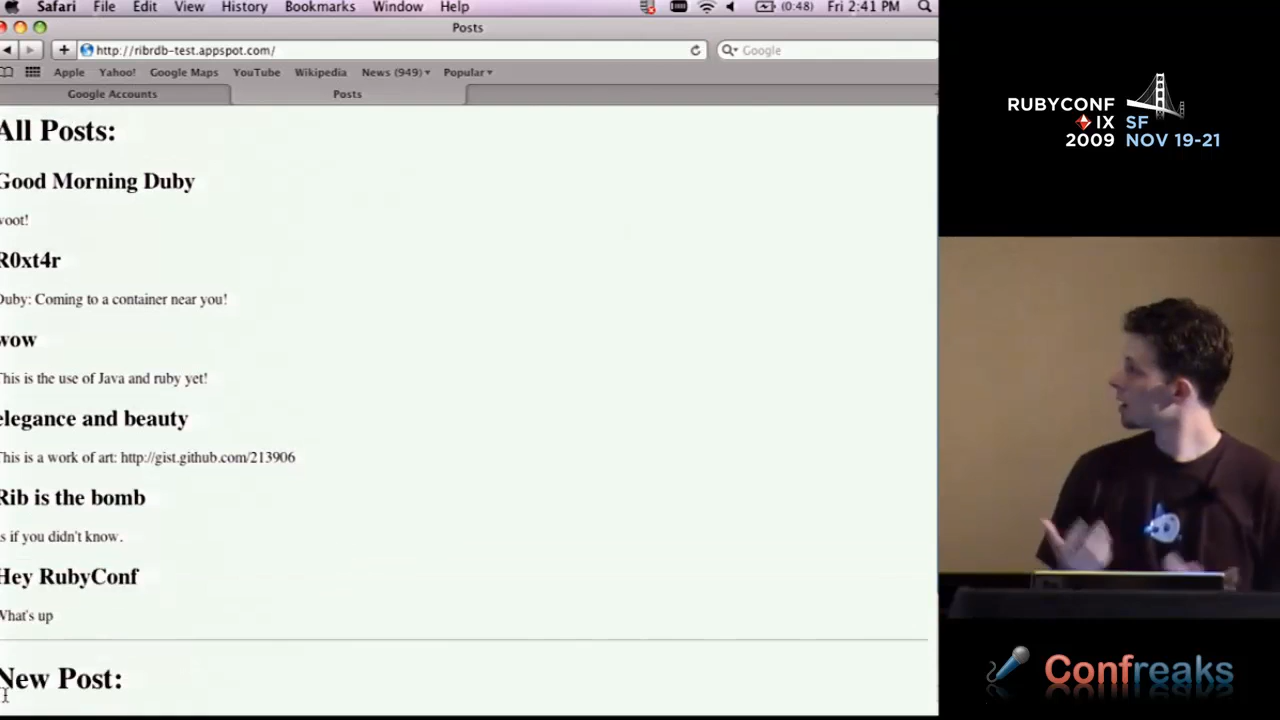 Safari File Edit View History Bookmarks Window Help (0:48) Fri 2:41 PM
Posts
http://ribrdb-test.appspot.com/ Google
Apple Yahoo! Google Maps YouTube Wikipedia News (949) Popular
Google Accounts Posts
All Posts:
Good Morning Duby
woot!
R0xt4r
Duby: Coming to a container near you!
wow
This is the use of Java and ruby yet!
elegance and beauty
This is a work of art: http://gist.github.com/213906
Rib is the bomb
s if you didn't know.
Hey RubyConf
What's up
New Post:
RUBYCONF
IX SF
2009 NOV 19-21
Confreaks